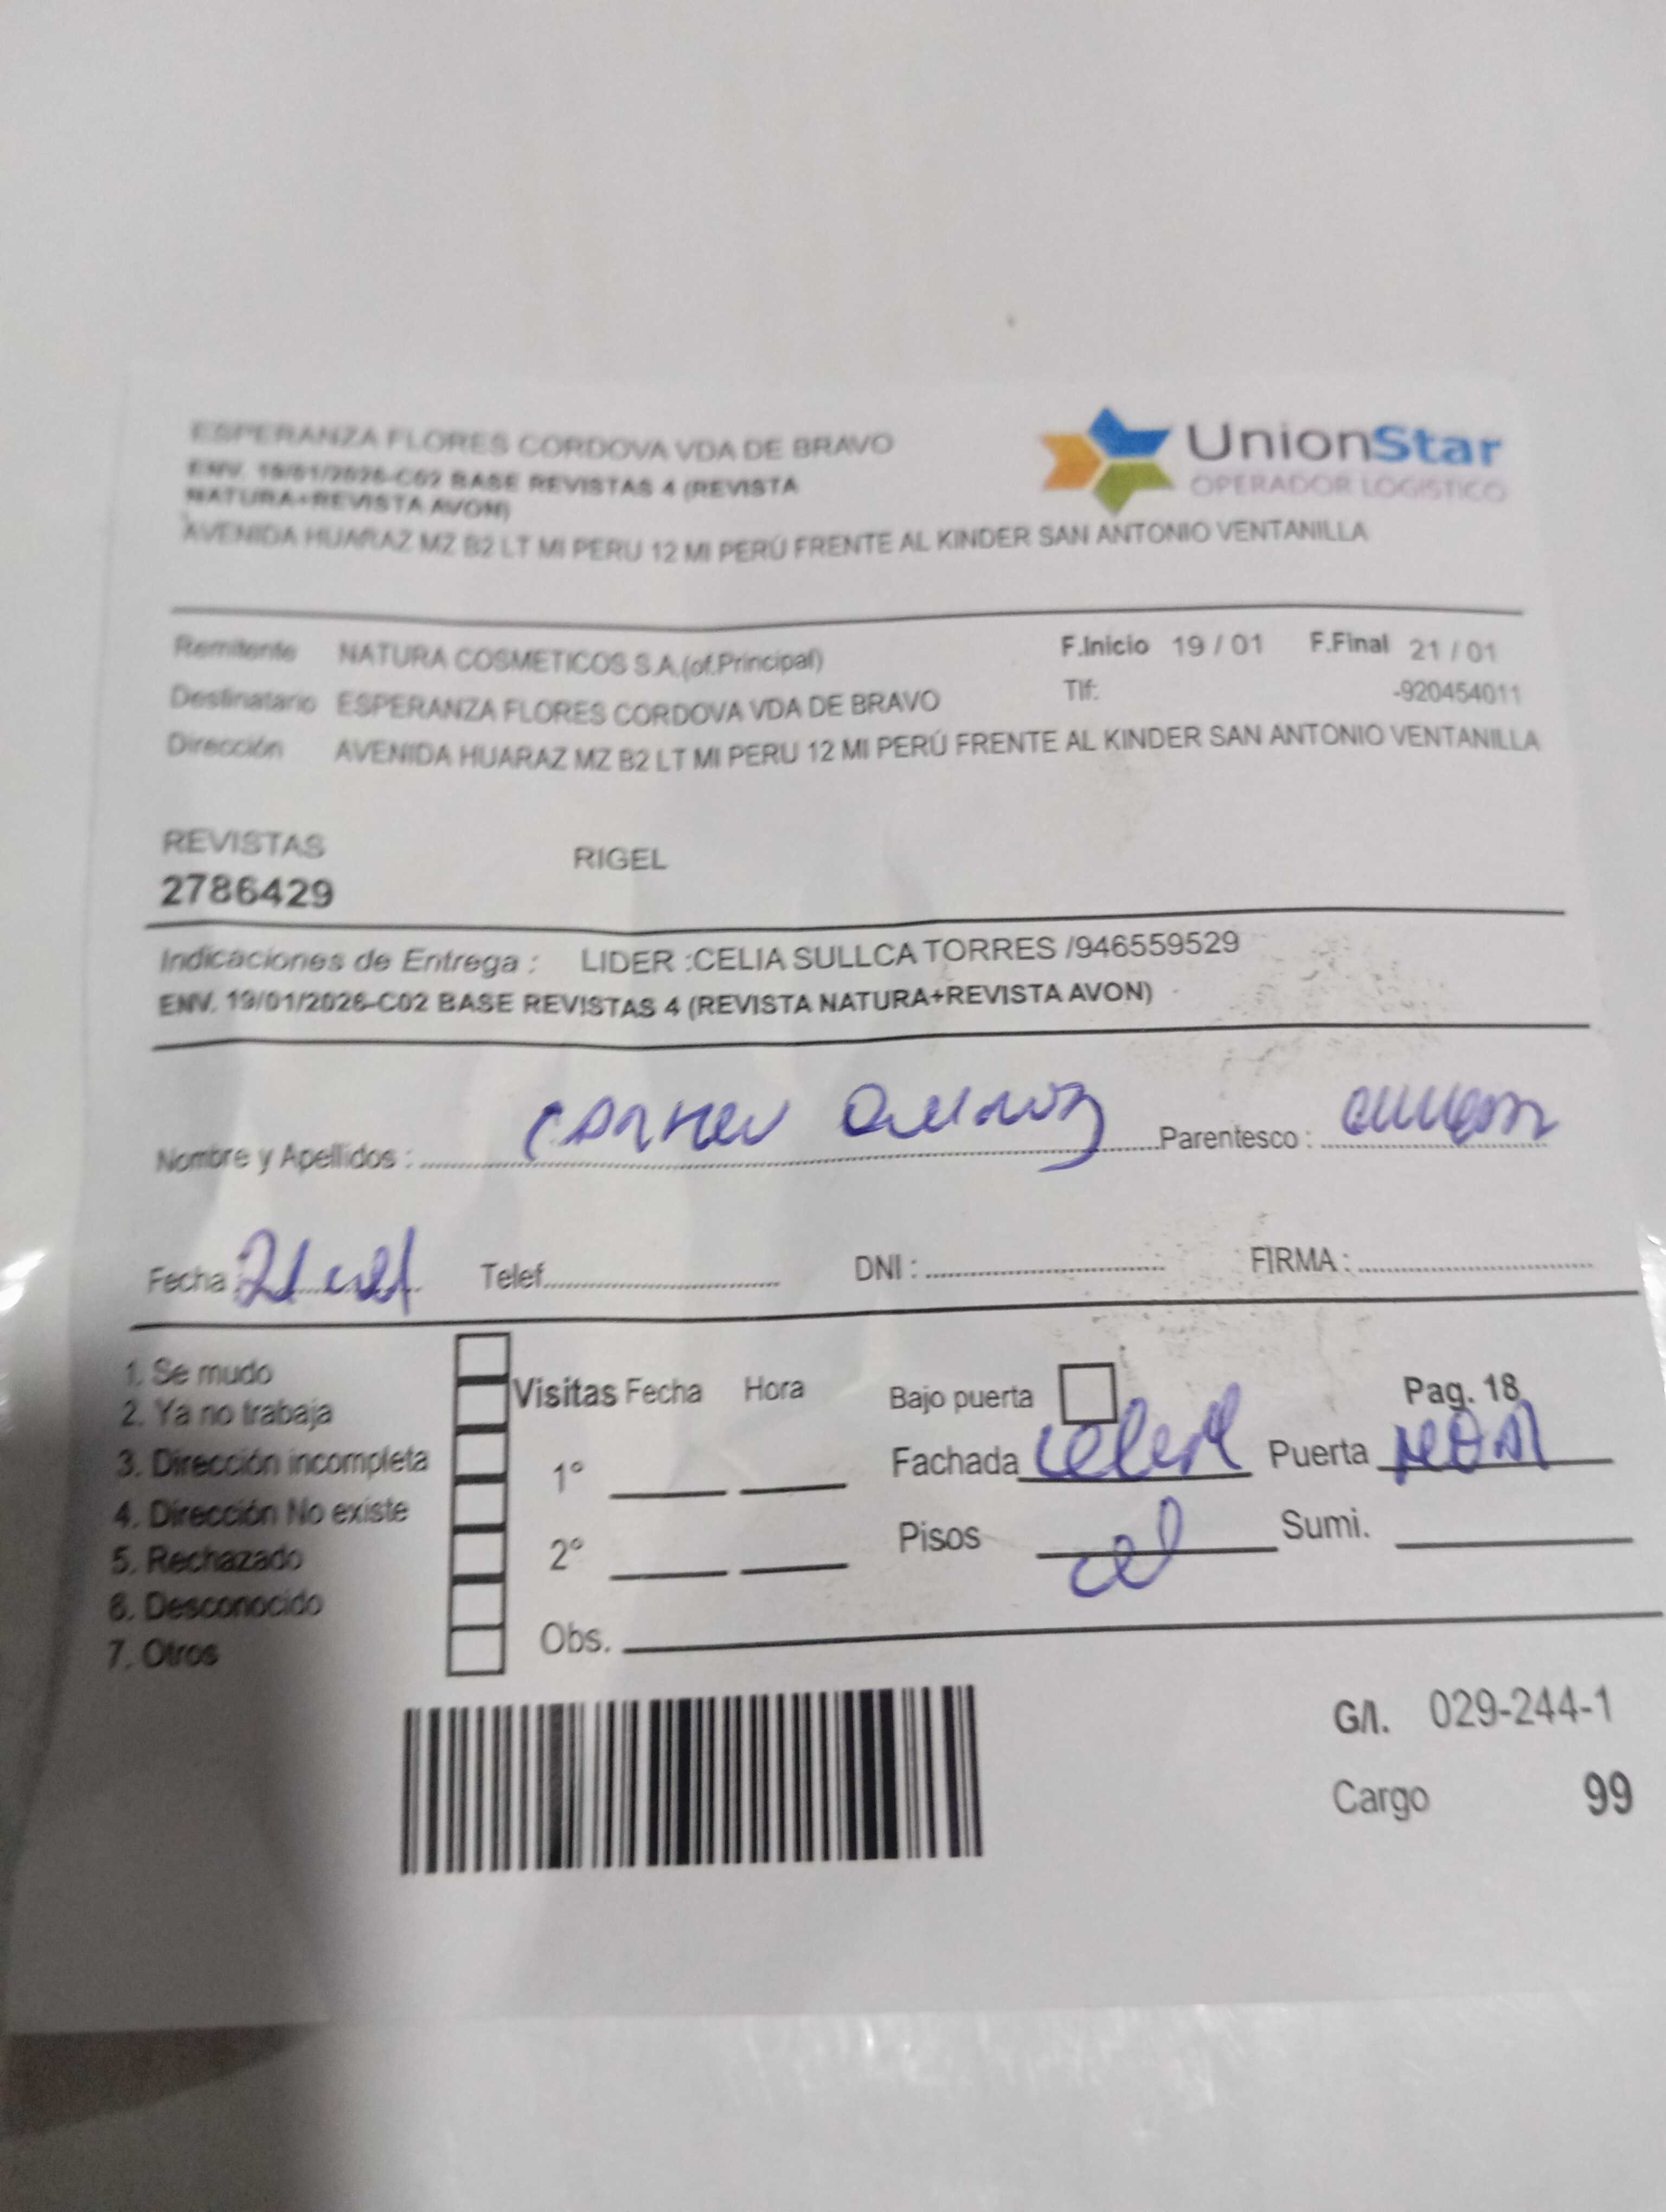 ESPERANZA FLORES CORDOVA VDA DE BRAVO
ENV. 19/01/2026-C02 BASE REVISTAS 4 (REVISTA
NATURA+REVISTA AVON)
AVENIDA HUARAZ MZ B2 LT MI PERU 12 MI PERÚ FRENTE AL KINDER SAN ANTONIO VENTANILLA
UnionStar
OPERADOR LOGISTICO
Remitente NATURA COSMETICOS S.A.(of.Principal) F.Inicio 19 / 01 F.Final 21 / 01
Destinatario ESPERANZA FLORES CORDOVA VDA DE BRAVO Tlf: -920454011
Dirección AVENIDA HUARAZ MZ B2 LT MI PERU 12 MI PERÚ FRENTE AL KINDER SAN ANTONIO VENTANILLA
REVISTAS RIGEL
2786429
Indicaciones de Entrega : LIDER :CELIA SULLCA TORRES /946559529
ENV. 19/01/2026-C02 BASE REVISTAS 4 (REVISTA NATURA+REVISTA AVON)
Nombre y Apellidos : Carmen Parentesco :
Fecha : 21 Telef. DNI : FIRMA :
1. Se mudo
2. Ya no trabaja
3. Dirección incompleta
4. Dirección No existe
5. Rechazado
6. Desconocido
7. Otros
Visitas Fecha Hora
1°
2°
Obs.
Bajo puerta Pag. 18
Fachada Puerta
Pisos Sumi.
G/I. 029-244-1
Cargo 99